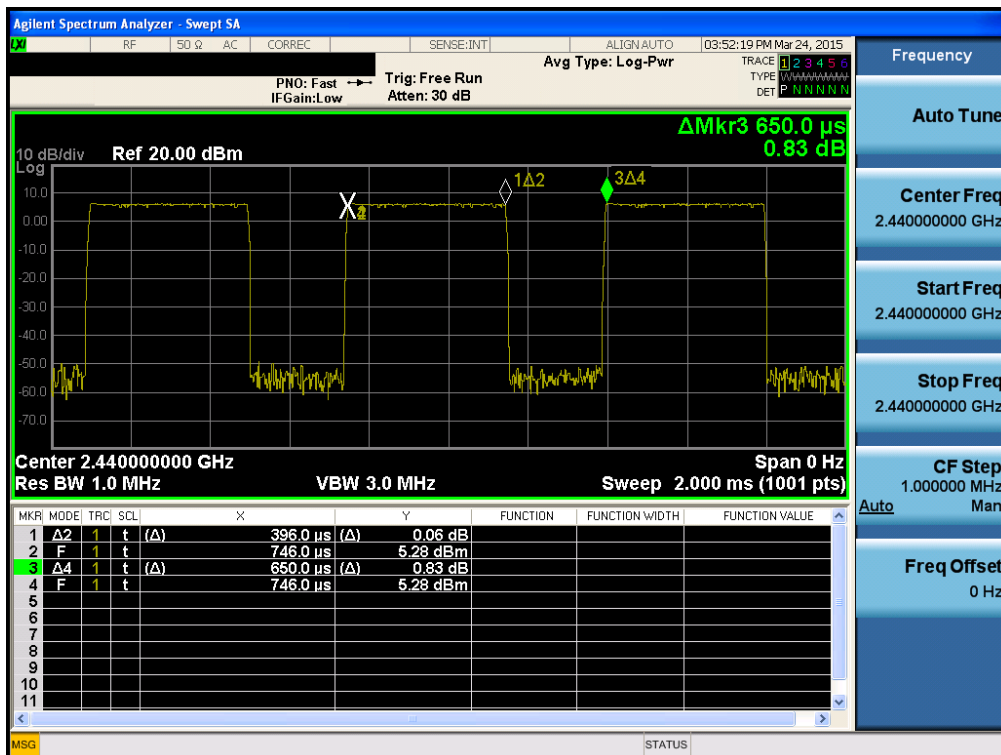 Agilent Spectrum Analyzer - Swept SA
LXI RF 50 Ω AC CORREC SENSE:INT ALIGN AUTO 03:52:19 PM Mar 24, 2015
PNO: Fast Trig: Free Run Avg Type: Log-Pwr TRACE 1 2 3 4 5 6
IFGain:Low Atten: 30 dB TYPE
DET P N N N N N
ΔMkr3 650.0 µs
0.83 dB
10 dB/div Ref 20.00 dBm
Log
10.0
0.00
-10.0
-20.0
-30.0
-40.0
-50.0
-60.0
-70.0
1Δ2
3Δ4
Center 2.440000000 GHz Span 0 Hz
Res BW 1.0 MHz VBW 3.0 MHz Sweep 2.000 ms (1001 pts)
MKR MODE TRC SCL X Y FUNCTION FUNCTION WIDTH FUNCTION VALUE
1 Δ2 1 t (Δ) 396.0 µs (Δ) 0.06 dB
2 F 1 t 746.0 µs 5.28 dBm
3 Δ4 1 t (Δ) 650.0 µs (Δ) 0.83 dB
4 F 1 t 746.0 µs 5.28 dBm
5
6
7
8
9
10
11
MSG STATUS
Frequency
Auto Tune
Center Freq
2.440000000 GHz
Start Freq
2.440000000 GHz
Stop Freq
2.440000000 GHz
CF Step
1.000000 MHz
Auto Man
Freq Offset
0 Hz